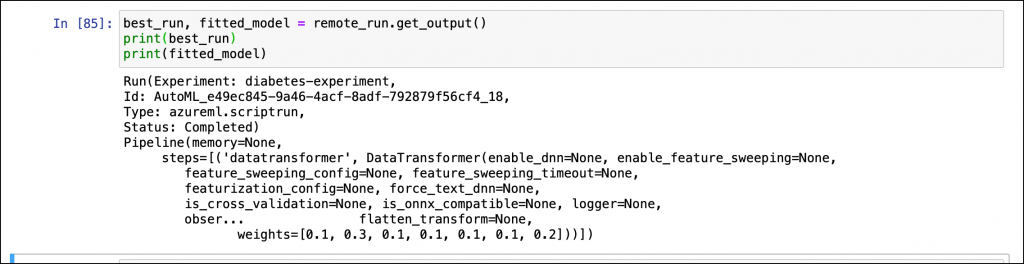 In [85]: best_run, fitted_model = remote_run.get_output()
print(best_run)
print(fitted_model)
Run(Experiment: diabetes-experiment,
Id: AutoML_e49ec845-9a46-4acf-8adf-792879f56cf4_18,
Type: azureml.scriptrun,
Status: Completed)
Pipeline(memory=None,
steps=[('datatransformer', DataTransformer(enable_dnn=None, enable_feature_sweeping=None,
feature_sweeping_config=None, feature_sweeping_timeout=None,
featurization_config=None, force_text_dnn=None,
is_cross_validation=None, is_onnx_compatible=None, logger=None,
obser... flatten_transform=None,
weights=[0.1, 0.3, 0.1, 0.1, 0.1, 0.1, 0.2]))])